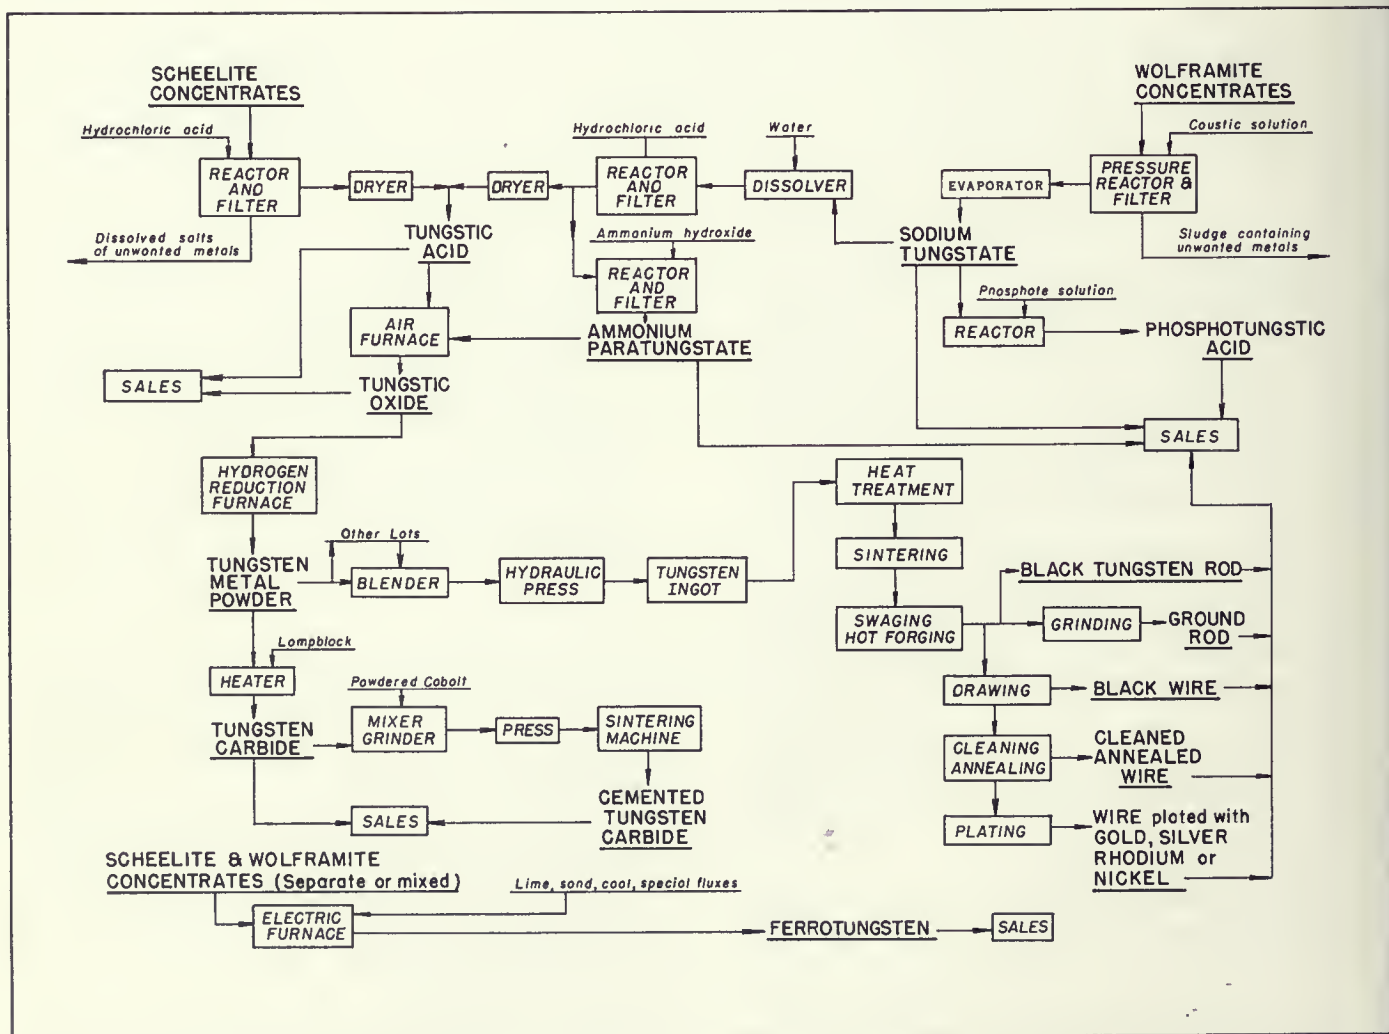 SCHEELITE
CONCENTRATES
Hydrochloric acid
REACTOR
AND
FILTER
Dissolved salts
of unwanted metals
DRYER
TUNGSTIC
ACID
DRYER
Hydrochloric acid
REACTOR
AND
FILTER
Water
DISSOLVER
Ammonium hydroxide
REACTOR
AND
FILTER
AMMONIUM
PARATUNGSTATE
WOLFRAMITE
CONCENTRATES
Coustic solution
PRESSURE
REACTOR &
FILTER
Sludge containing
unwanted metals
EVAPORATOR
SODIUM
TUNGSTATE
Pnosphote solution
REACTOR
PHOSPHOTUNGSTIC
ACID
SALES
AIR
FURNACE
SALES
TUNGSTIC
OXIDE
HYDROGEN
REDUCTION
FURNACE
TUNGSTEN
METAL
POWDER
Other Lots
BLENDER
HYDRAULIC
PRESS
TUNGSTEN
INGOT
HEAT
TREATMENT
SINTERING
SWAGING
HOT FORGING
BLACK TUNGSTEN ROD
GRINDING
GROUND
ROD
DRAWING
BLACK WIRE
CLEANING
ANNEALING
CLEANED
ANNEALED
WIRE
PLATING
WIRE plated with
GOLD, SILVER
RHODIUM or
NICKEL
Lompblock
HEATER
TUNGSTEN
CARBIDE
Powdered Cobolt
MIXER
GRINDER
PRESS
SINTERING
MACHINE
CEMENTED
TUNGSTEN
CARBIDE
SALES
SCHEELITE & WOLFRAMITE
CONCENTRATES (Separate or mixed)
Lime, sond, cool, speciol fluxes
ELECTRIC
FURNACE
FERROTUNGSTEN
SALES